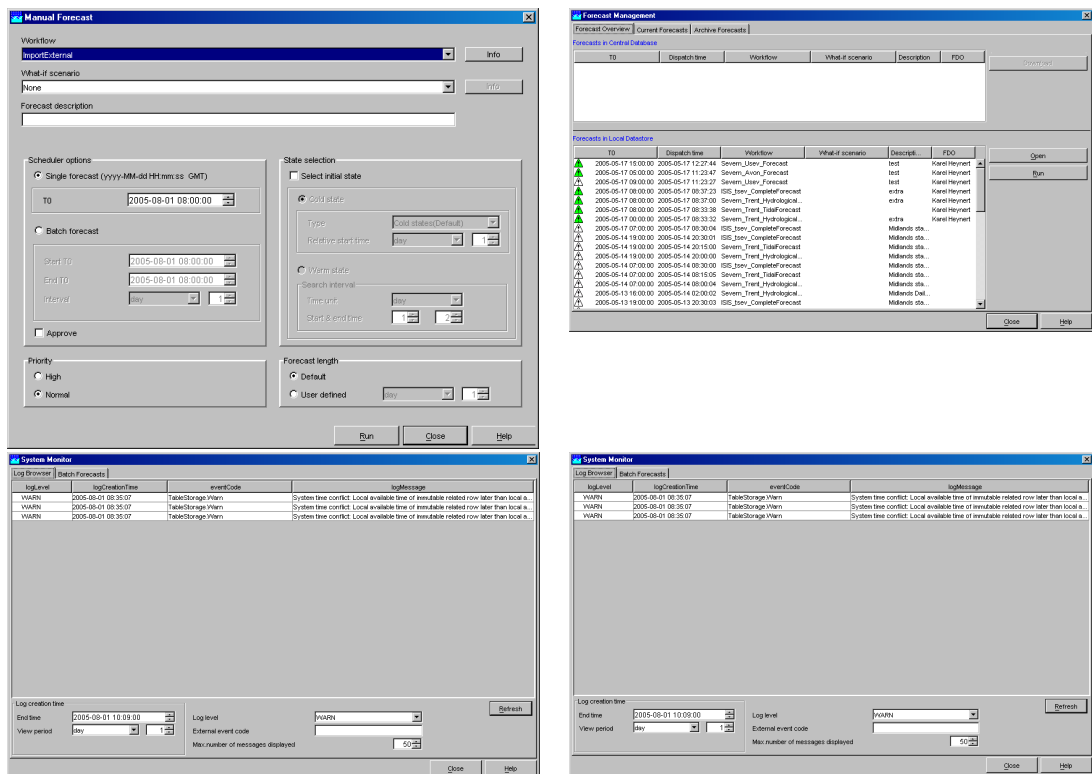 Manual Forecast
Workflow
ImportExternal
Info
What-if scenario
None
Info
Forecast description
Scheduler options
Single forecast (yyyy-MM-dd HH:mm:ss GMT)
T0 2005-08-01 08:00:00
Batch forecast
Start T0 2005-08-01 08:00:00
End T0 2005-08-01 08:00:00
Interval day 1
Approve
State selection
Select initial state
Cold state
Type Cold states(Default)
Relative start time day 1
Warm state
Search interval
Time unit day
Start & end time 1 2
Priority
High
Normal
Forecast length
Default
User defined day 1
Run Close Help
Forecast Management
Forecast Overview Current Forecasts Archive Forecasts
Forecasts in Central Database
T0 Dispatch time Workflow What-if scenario Description FDO
Download
Forecasts in Local Datastore
T0 Dispatch time Workflow What-if scenario Descripti... FDO
Open
Run
2005-05-17 15:00:00 2005-05-17 12:27:44 Severn_Usev_Forecast test Karel Heynert
2005-05-17 05:00:00 2005-05-17 11:23:47 Severn_Avon_Forecast test Karel Heynert
2005-05-17 09:00:00 2005-05-17 11:23:27 Severn_Usev_Forecast test Karel Heynert
2005-05-17 08:00:00 2005-05-17 08:37:23 ISIS_tsev_CompleteForecast extra Karel Heynert
2005-05-17 08:00:00 2005-05-17 08:37:00 Severn_Trent_Hydrological... extra Karel Heynert
2005-05-17 08:00:00 2005-05-17 08:33:38 Severn_Trent_TidalForecast Karel Heynert
2005-05-17 00:00:00 2005-05-17 08:33:32 Severn_Trent_Hydrological... extra Karel Heynert
2005-05-17 07:00:00 2005-05-17 08:30:04 ISIS_tsev_CompleteForecast Midlands sta...
2005-05-14 19:00:00 2005-05-14 20:30:01 ISIS_tsev_CompleteForecast Midlands sta...
2005-05-14 19:00:00 2005-05-14 20:15:00 Severn_Trent_TidalForecast Midlands sta...
2005-05-14 19:00:00 2005-05-14 20:00:00 Severn_Trent_Hydrological... Midlands sta...
2005-05-14 07:00:00 2005-05-14 08:30:00 ISIS_tsev_CompleteForecast Midlands sta...
2005-05-14 07:00:00 2005-05-14 08:15:05 Severn_Trent_TidalForecast Midlands sta...
2005-05-14 07:00:00 2005-05-14 08:00:04 Severn_Trent_Hydrological... Midlands sta...
2005-05-13 16:00:00 2005-05-14 02:00:02 Severn_Trent_Hydrological... Midlands Dail...
2005-05-13 19:00:00 2005-05-13 20:30:03 ISIS_tsev_CompleteForecast Midlands sta...
Close Help
System Monitor
Log Browser Batch Forecasts
logLevel logCreationTime eventCode logMessage
WARN 2005-08-01 08:35:07 TableStorage.Warn System time conflict: Local available time of immutable related row later than local a...
WARN 2005-08-01 08:35:07 TableStorage.Warn System time conflict: Local available time of immutable related row later than local a...
WARN 2005-08-01 08:35:07 TableStorage.Warn System time conflict: Local available time of immutable related row later than local a...
Log creation time
End time 2005-08-01 10:09:00
View period day 1
Log level WARN
External event code
Max.number of messages displayed 50
Refresh
Close Help
System Monitor
Log Browser Batch Forecasts
logLevel logCreationTime eventCode logMessage
WARN 2005-08-01 08:35:07 TableStorage.Warn System time conflict: Local available time of immutable related row later than local a...
WARN 2005-08-01 08:35:07 TableStorage.Warn System time conflict: Local available time of immutable related row later than local a...
WARN 2005-08-01 08:35:07 TableStorage.Warn System time conflict: Local available time of immutable related row later than local a...
Log creation time
End time 2005-08-01 10:09:00
View period day 1
Log level WARN
External event code
Max.number of messages displayed 50
Refresh
Close Help